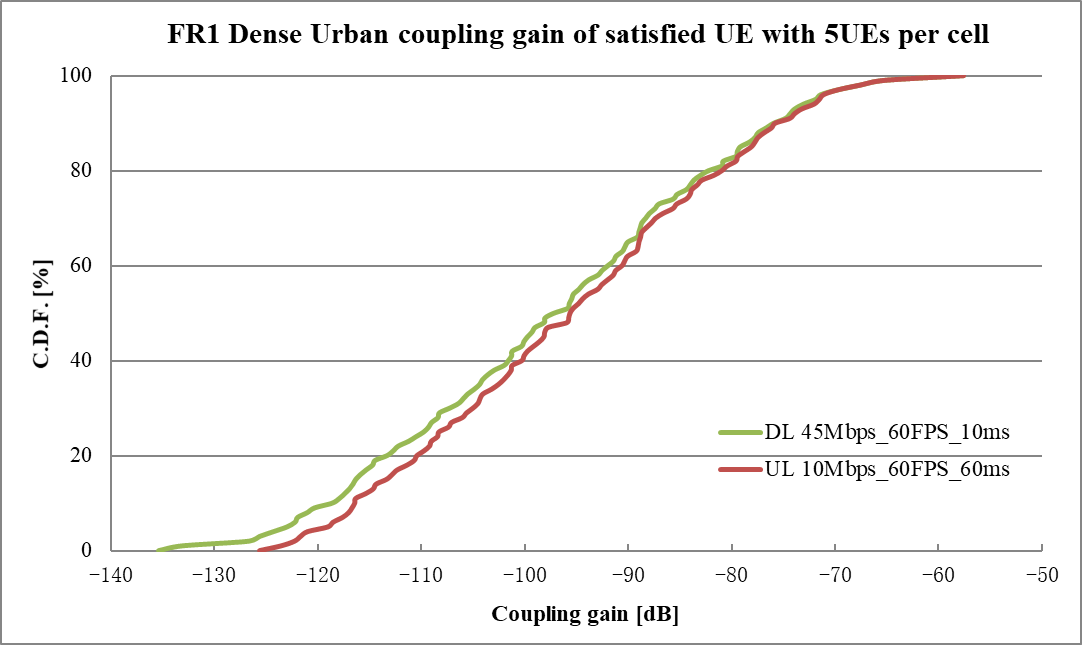 FR1 Dense Urban coupling gain of satisfied UE with 5UEs per cell
100
80
60
40
20
0
C.D.F. [%]
DL 45Mbps_60FPS_10ms
UL 10Mbps_60FPS_60ms
-140 -130 -120 -110 -100 -90 -80 -70 -60 -50
Coupling gain [dB]